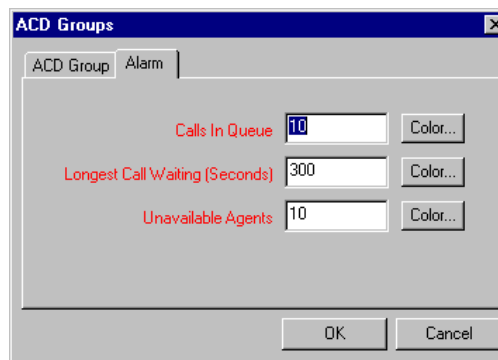 ACD Groups
ACD Group Alarm
Calls In Queue 10 Color...
Longest Call Waiting (Seconds) 300 Color...
Unavailable Agents 10 Color...
OK Cancel